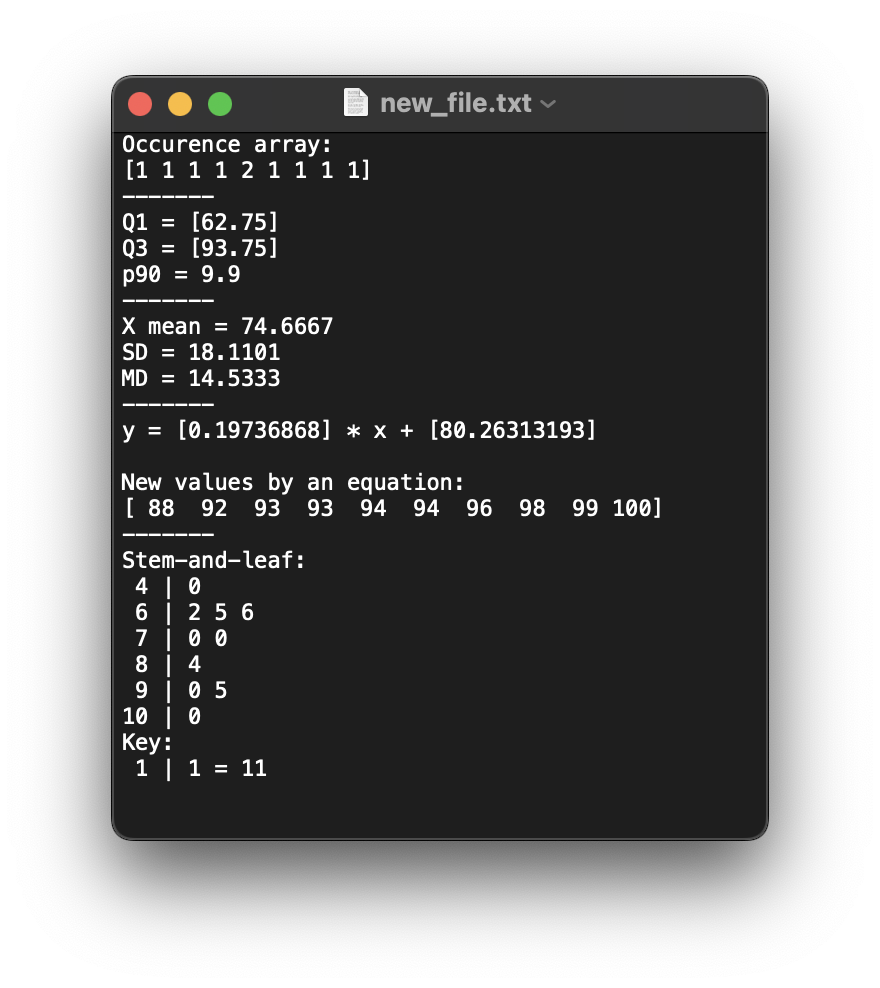 new_file.txt
Occurence array:
[1 1 1 1 2 1 1 1 1]
-------
Q1 = [62.75]
Q3 = [93.75]
p90 = 9.9
-------
X mean = 74.6667
SD = 18.1101
MD = 14.5333
-------
y = [0.19736868] * x + [80.26313193]
New values by an equation:
[ 88  92  93  93  94  94  96  98  99 100]
-------
Stem-and-leaf:
 4 | 0
 6 | 2 5 6
 7 | 0 0
 8 | 4
 9 | 0 5
10 | 0
Key:
 1 | 1 = 11